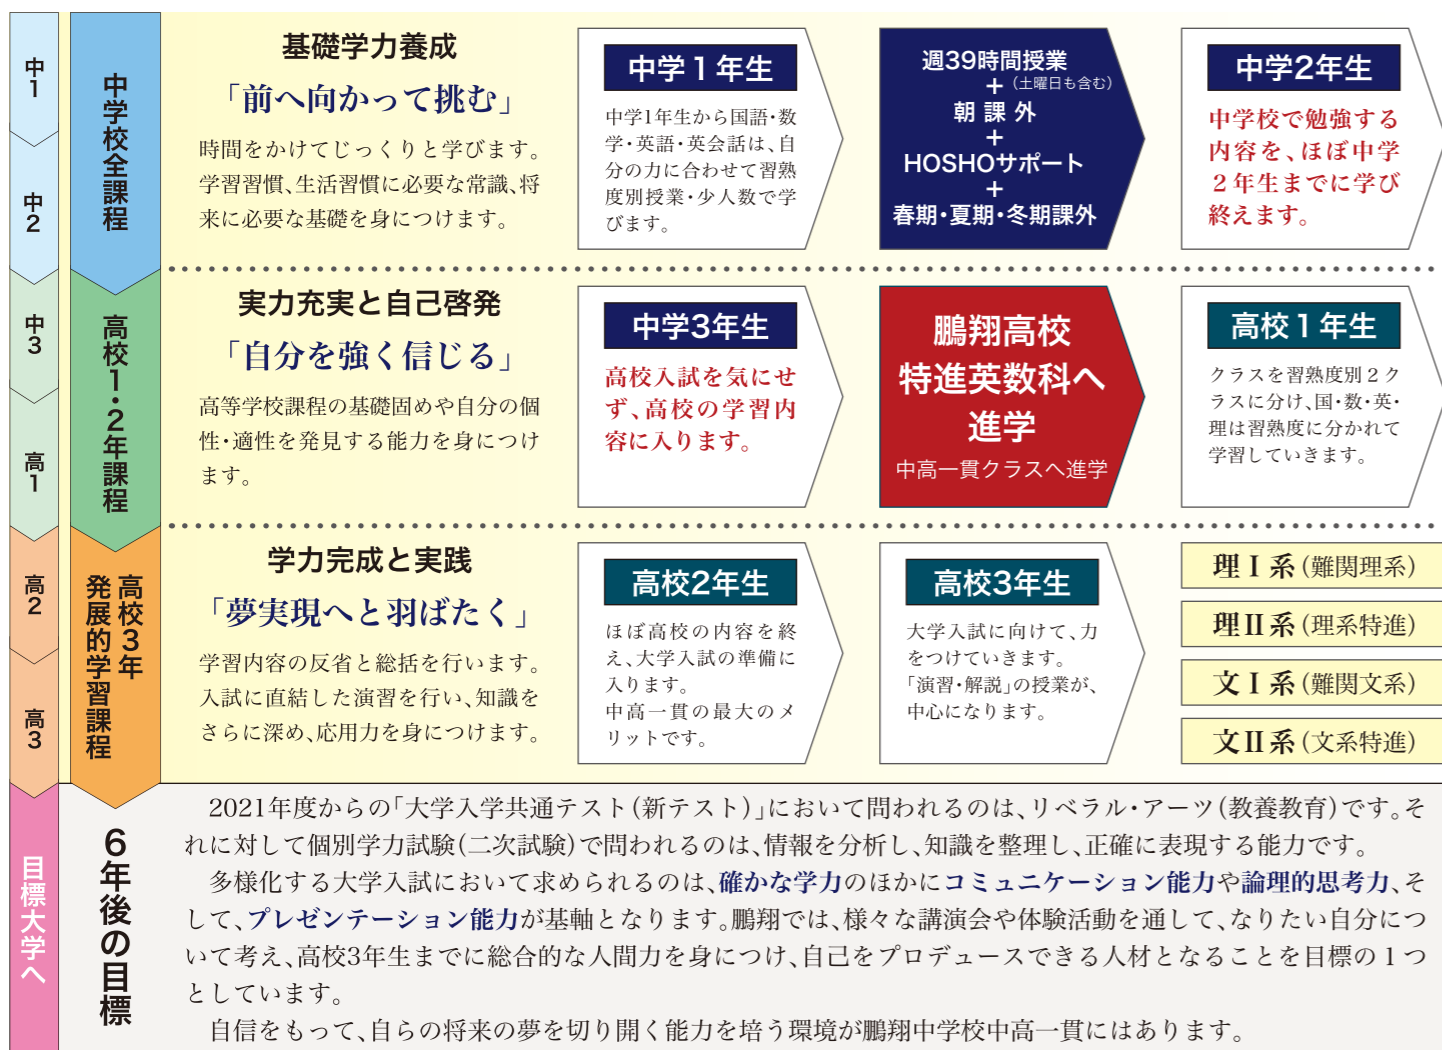 中1
中2
中3
高1
高2
高3
目標大学へ
中学校全課程
高校1・2年課程
高校3年
発展的学習課程
6年後の目標
基礎学力養成
「前へ向かって挑む」
時間をかけてじっくりと学びます。
学習習慣、生活習慣に必要な常識、将
来に必要な基礎を身につけます。
中学１年生
中学1年生から国語・数
学・英語・英会話は、自
分の力に合わせて習熟
度別授業・少人数で学
びます。
週39時間授業
＋（土曜日も含む）
朝課外
＋
HOSHOサポート
＋
春期・夏期・冬期課外
中学2年生
中学校で勉強する
内容を、ほぼ中学
２年生までに学び
終えます。
実力充実と自己啓発
「自分を強く信じる」
高等学校課程の基礎固めや自分の個
性・適性を発見する能力を身につけ
ます。
中学3年生
高校入試を気にせ
ず、高校の学習内
容に入ります。
鵬翔高校
特進英数科へ
進学
中高一貫クラスへ進学
高校１年生
クラスを習熟度別２ク
ラスに分け、国・数・英・
理は習熟度に分かれて
学習していきます。
学力完成と実践
「夢実現へと羽ばたく」
学習内容の反省と総括を行います。
入試に直結した演習を行い、知識を
さらに深め、応用力を身につけます。
高校2年生
ほぼ高校の内容を終
え、大学入試の準備に
入ります。
中高一貫の最大のメ
リットです。
高校3年生
大学入試に向けて、力
をつけていきます。
「演習・解説」の授業が、
中心になります。
理Ⅰ系（難関理系）
理Ⅱ系（理系特進）
文Ⅰ系（難関文系）
文Ⅱ系（文系特進）
2021年度からの「大学入学共通テスト（新テスト）」において問われるのは、リベラル・アーツ（教養教育）です。そ
れに対して個別学力試験（二次試験）で問われるのは、情報を分析し、知識を整理し、正確に表現する能力です。
多様化する大学入試において求められるのは、確かな学力のほかにコミュニケーション能力や論理的思考力、そ
して、プレゼンテーション能力が基軸となります。鵬翔では、様々な講演会や体験活動を通して、なりたい自分につ
いて考え、高校3年生までに総合的な人間力を身につけ、自己をプロデュースできる人材となることを目標の１つ
としています。
自信をもって、自らの将来の夢を切り開く能力を培う環境が鵬翔中学校中高一貫にはあります。